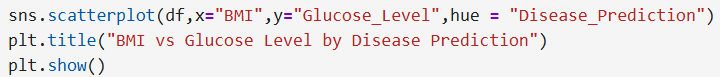 sns.scatterplot(df,x="BMI",y="Glucose_Level",hue = "Disease_Prediction")
plt.title("BMI vs Glucose Level by Disease Prediction")
plt.show()